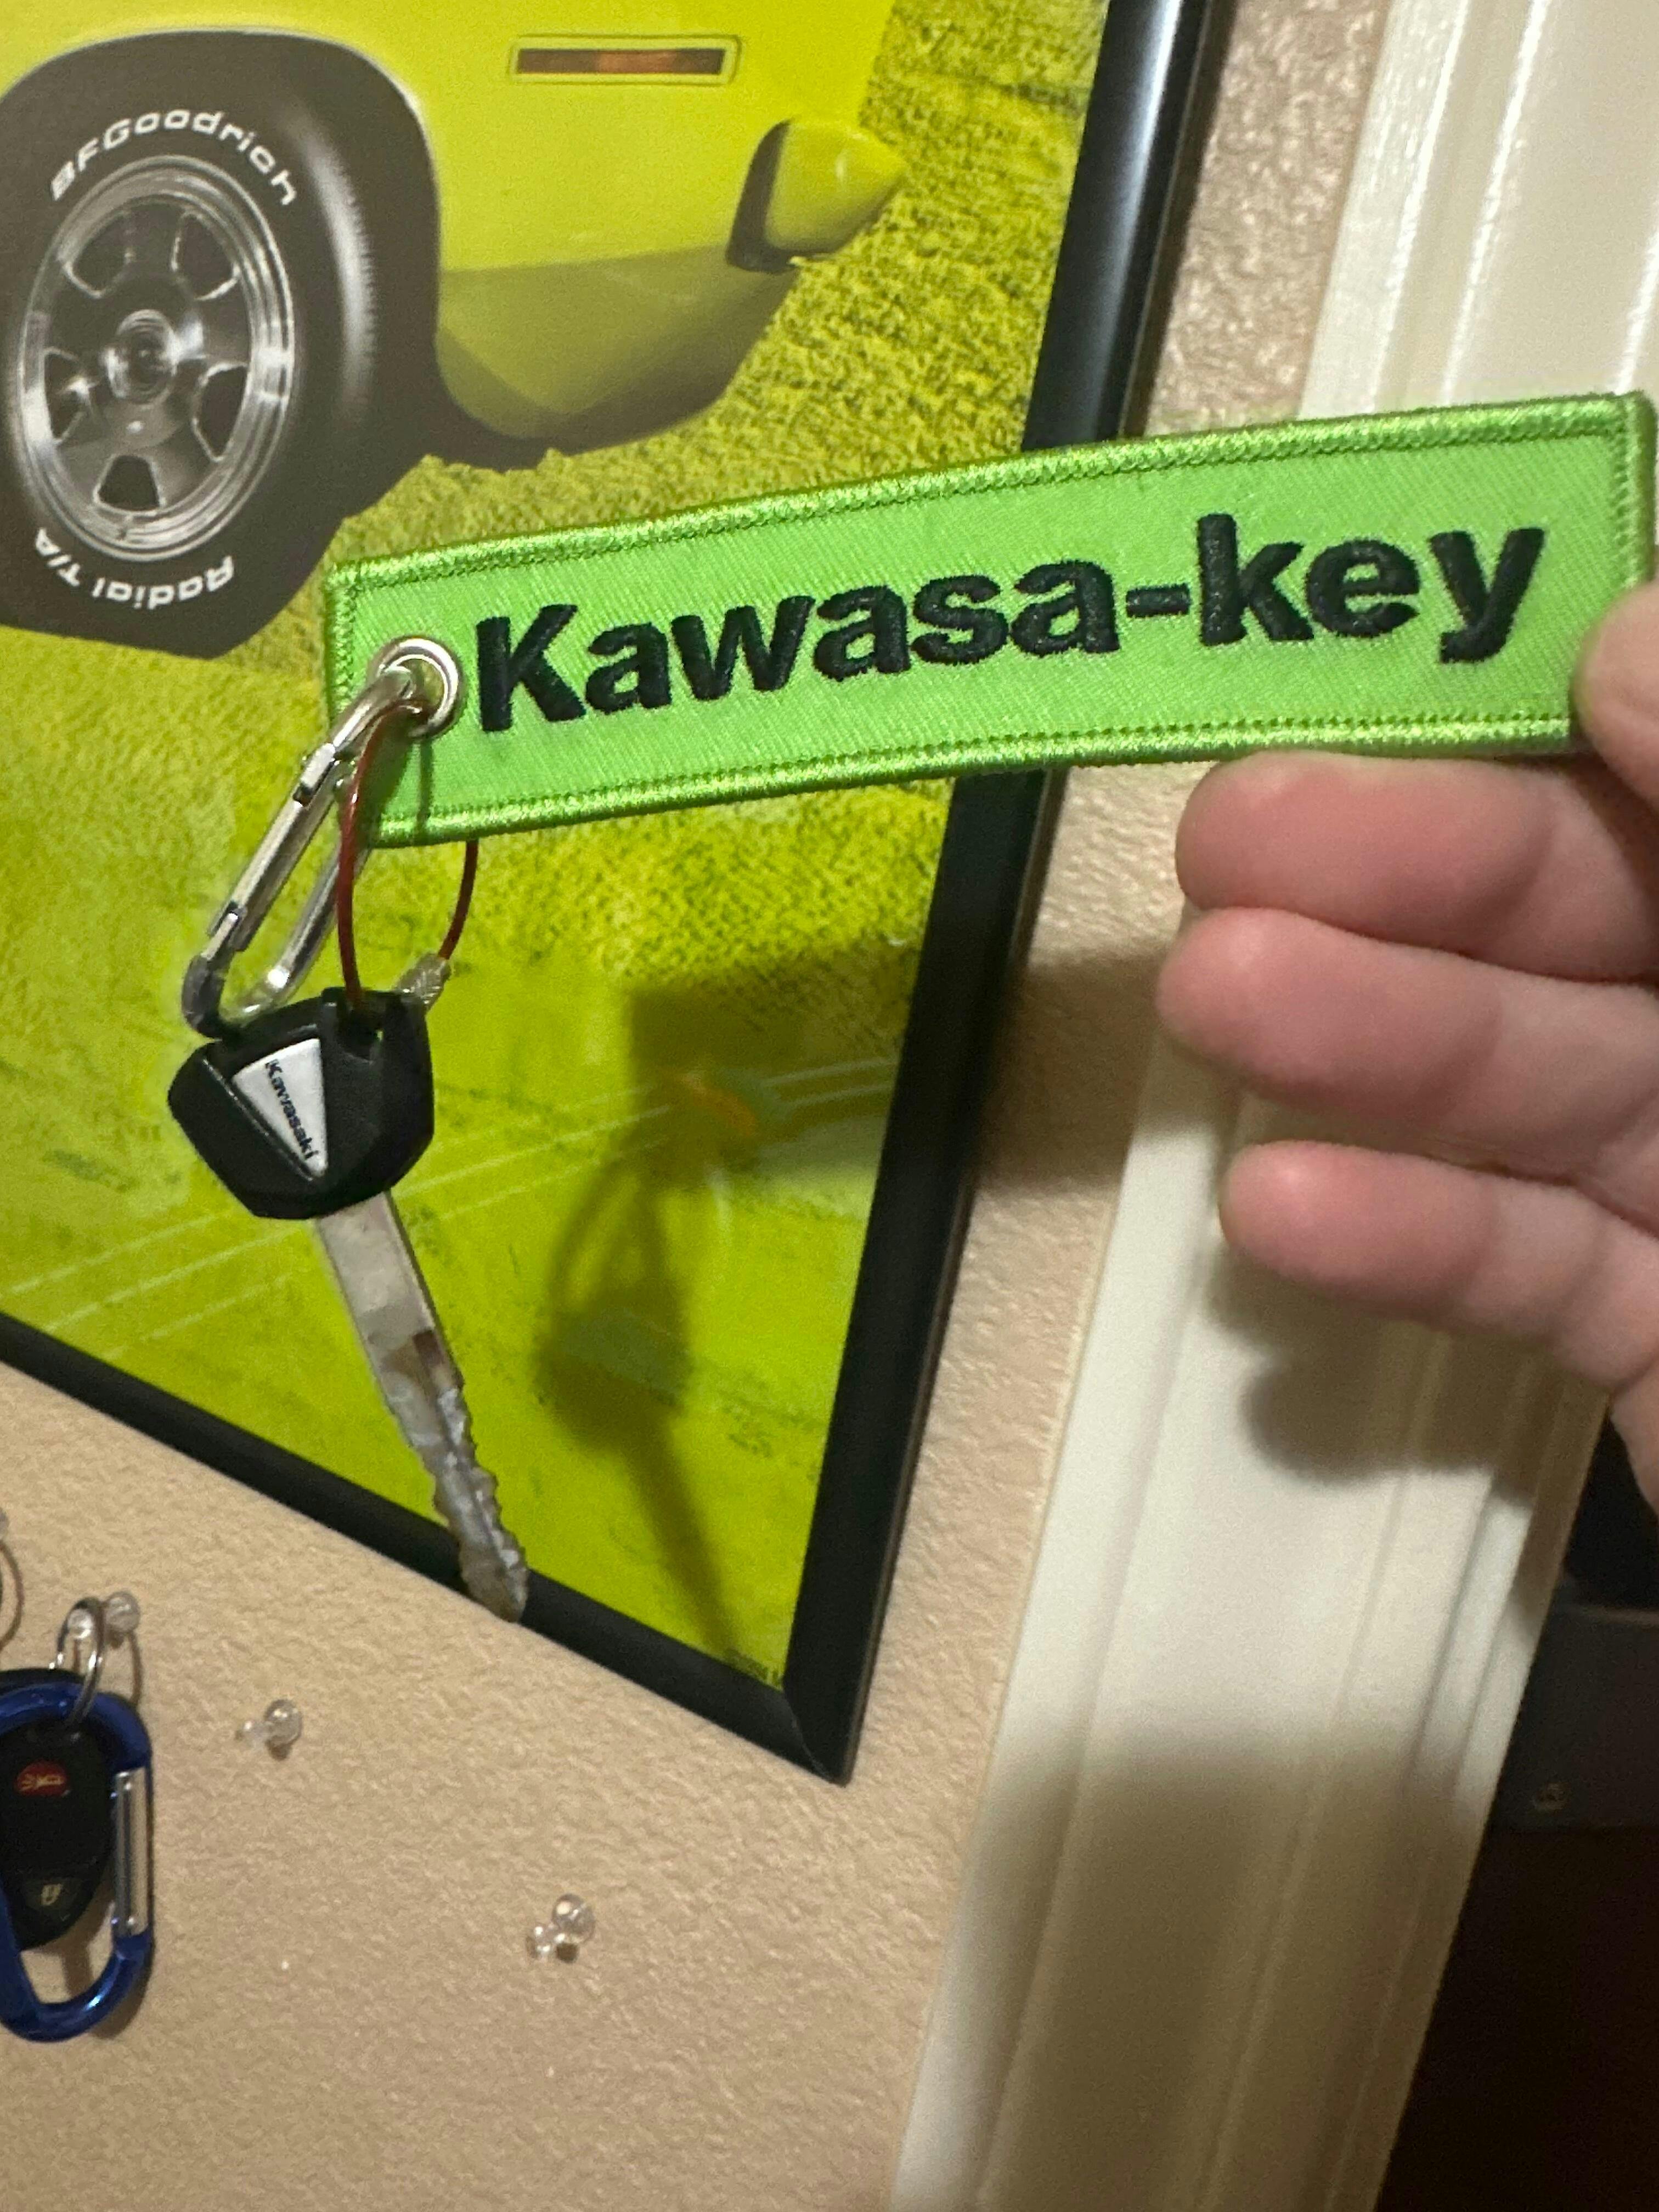 BFGoodrich
Radial T/A
Kawasa-key
Kawasaki